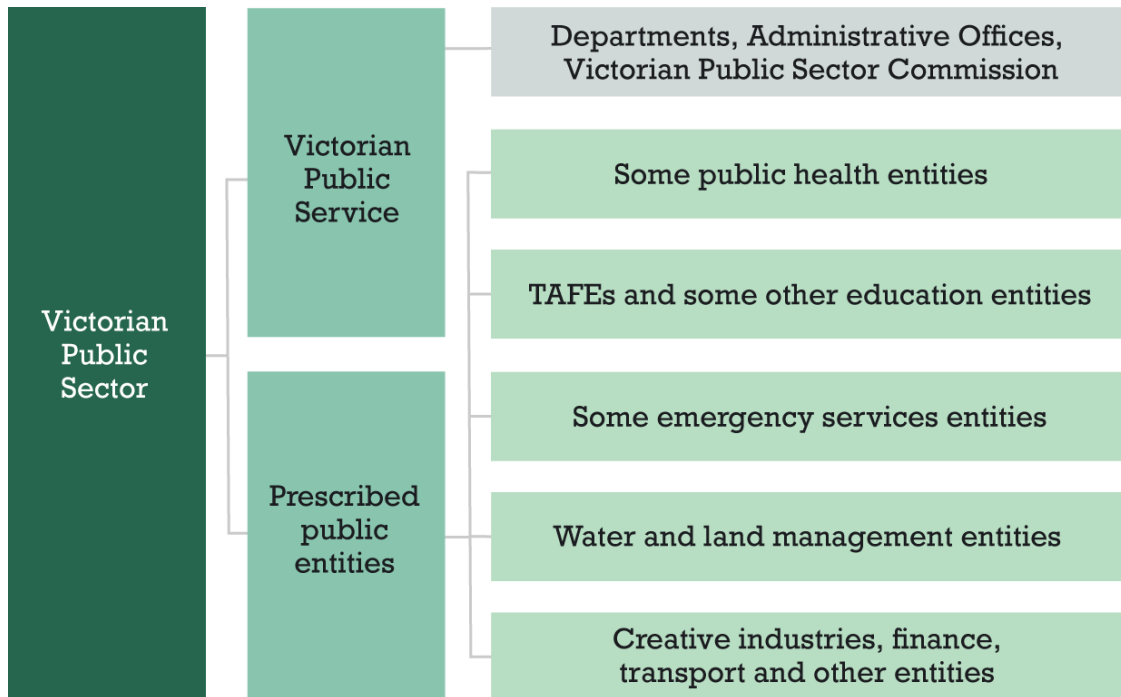 Victorian
Public
Sector
Victorian
Public
Service
Departments, Administrative Offices,
Victorian Public Sector Commission
Prescribed
public
entities
Some public health entities
TAFEs and some other education entities
Some emergency services entities
Water and land management entities
Creative industries, finance,
transport and other entities